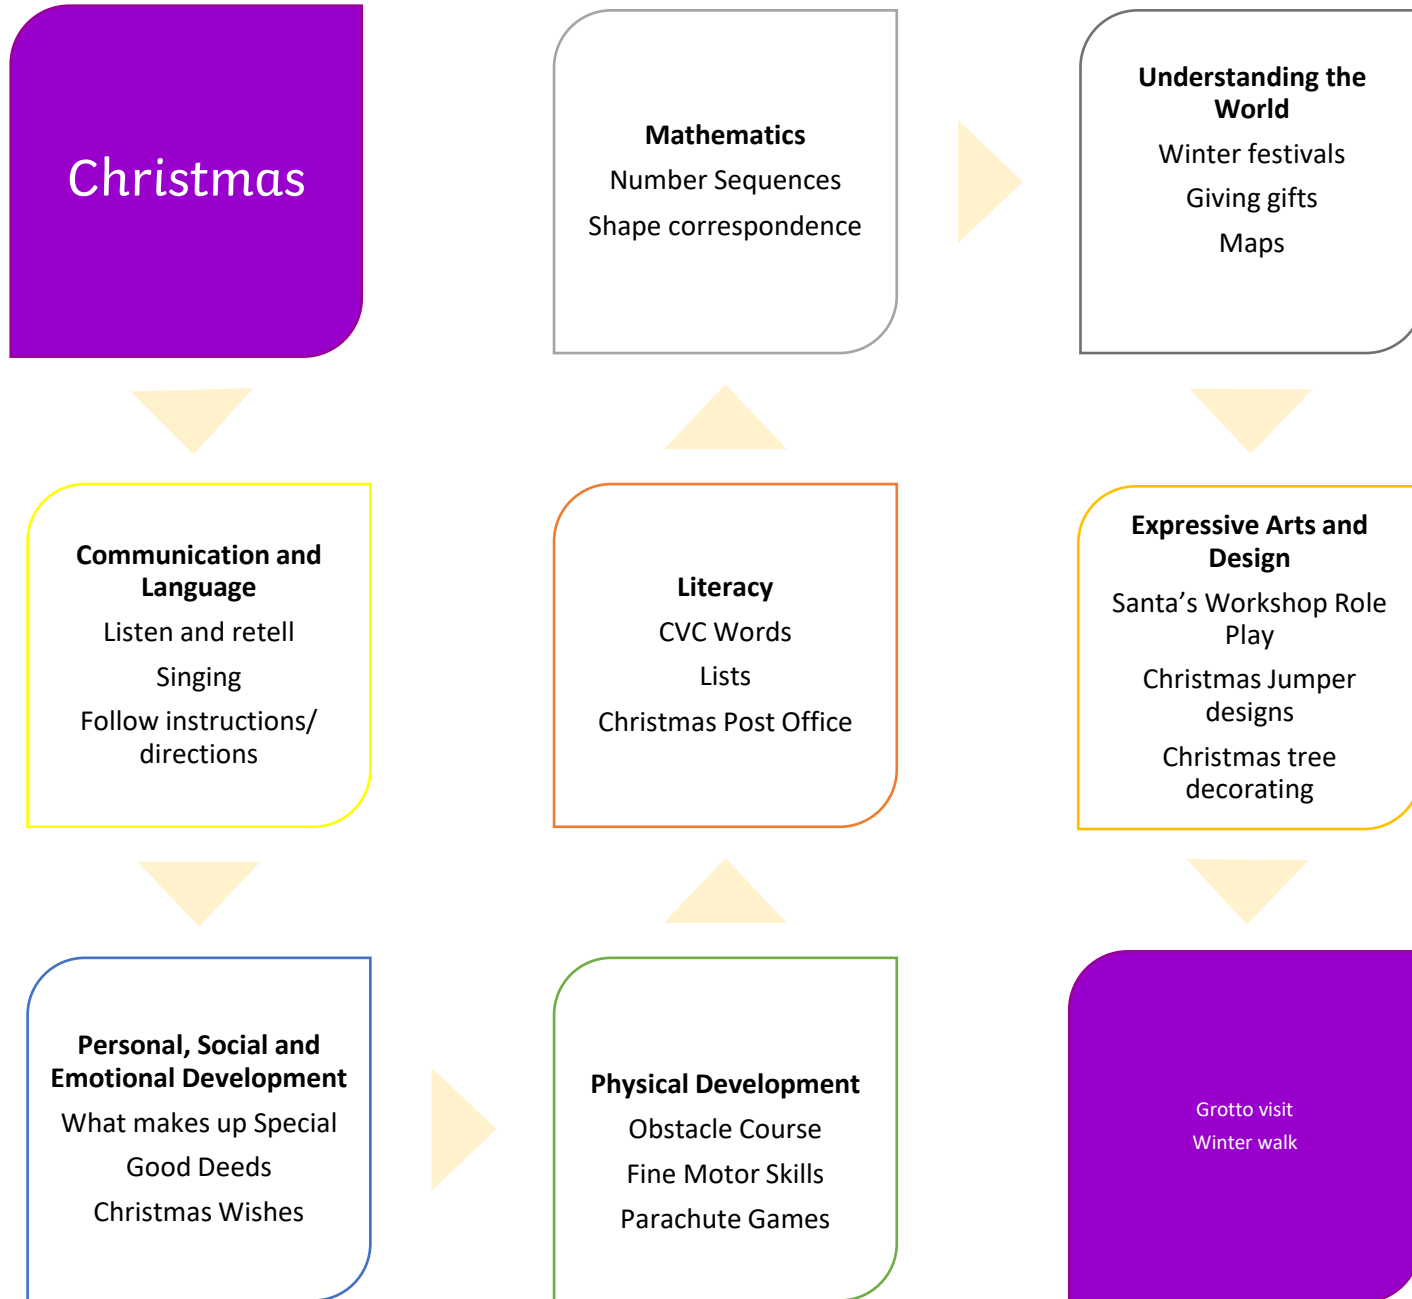 Christmas
Communication and
Language
Listen and retell
Singing
Follow instructions/
directions
Personal, Social and
Emotional Development
What makes up Special
Good Deeds
Christmas Wishes
Physical Development
Obstacle Course
Fine Motor Skills
Parachute Games
Literacy
CVC Words
Lists
Christmas Post Office
Mathematics
Number Sequences
Shape correspondence
Understanding the
World
Winter festivals
Giving gifts
Maps
Expressive Arts and
Design
Santa’s Workshop Role
Play
Christmas Jumper
designs
Christmas tree
decorating
Grotto visit
Winter walk